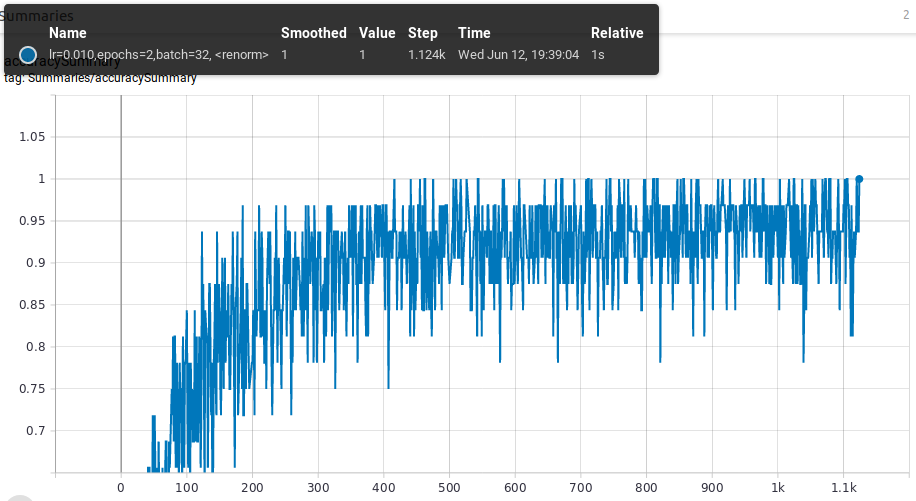 Summaries
2
Name Smoothed Value Step Time Relative
lr=0.010,epochs=2,batch=32, <renorm> 1 1 1.124k Wed Jun 12, 19:39:04 1s
accuracySummary
tag: Summaries/accuracySummary
1.05
1
0.95
0.9
0.85
0.8
0.75
0.7
0 100 200 300 400 500 600 700 800 900 1k 1.1k